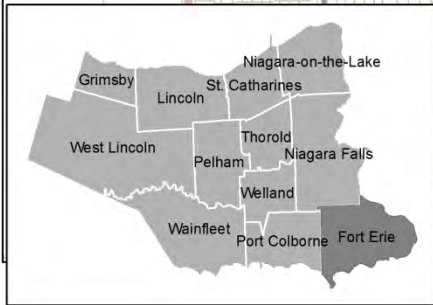 Niagara-on-the-Lake
Grimsby
St. Catharines
Lincoln
Thorold
West Lincoln
Niagara Falls
Pelham
Welland
Wainfleet
Port Colborne
Fort Erie